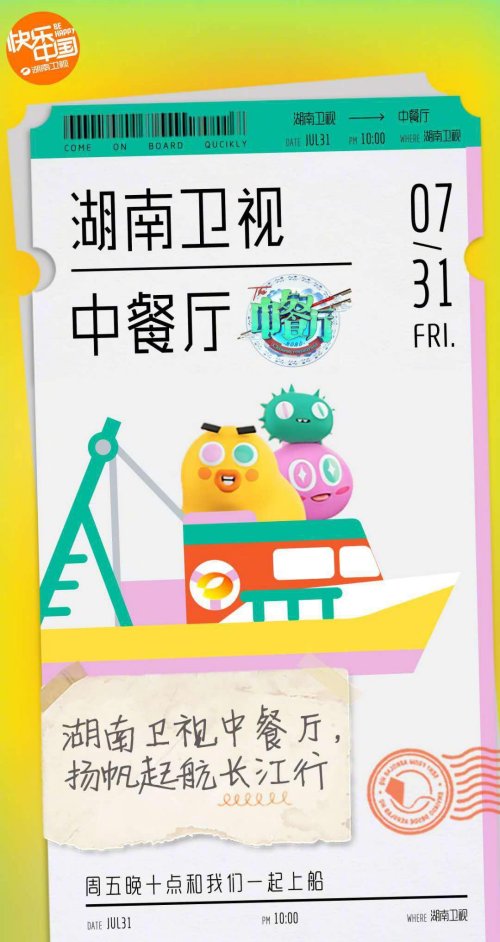 快乐中国
BE HAPPY
湖南卫视
湖南卫视 → 中餐厅
COME ON BOARD QUCIKLY
DATE JUL31 PM 10:00 WHERE 湖南卫视
湖南卫视
07/31
FRI.
中餐厅
The
中餐厅
湖南卫视中餐厅，
扬帆起航长江行
周五晚十点和我们一起上船
DATE JUL31 PM 10:00 WHERE 湖南卫视